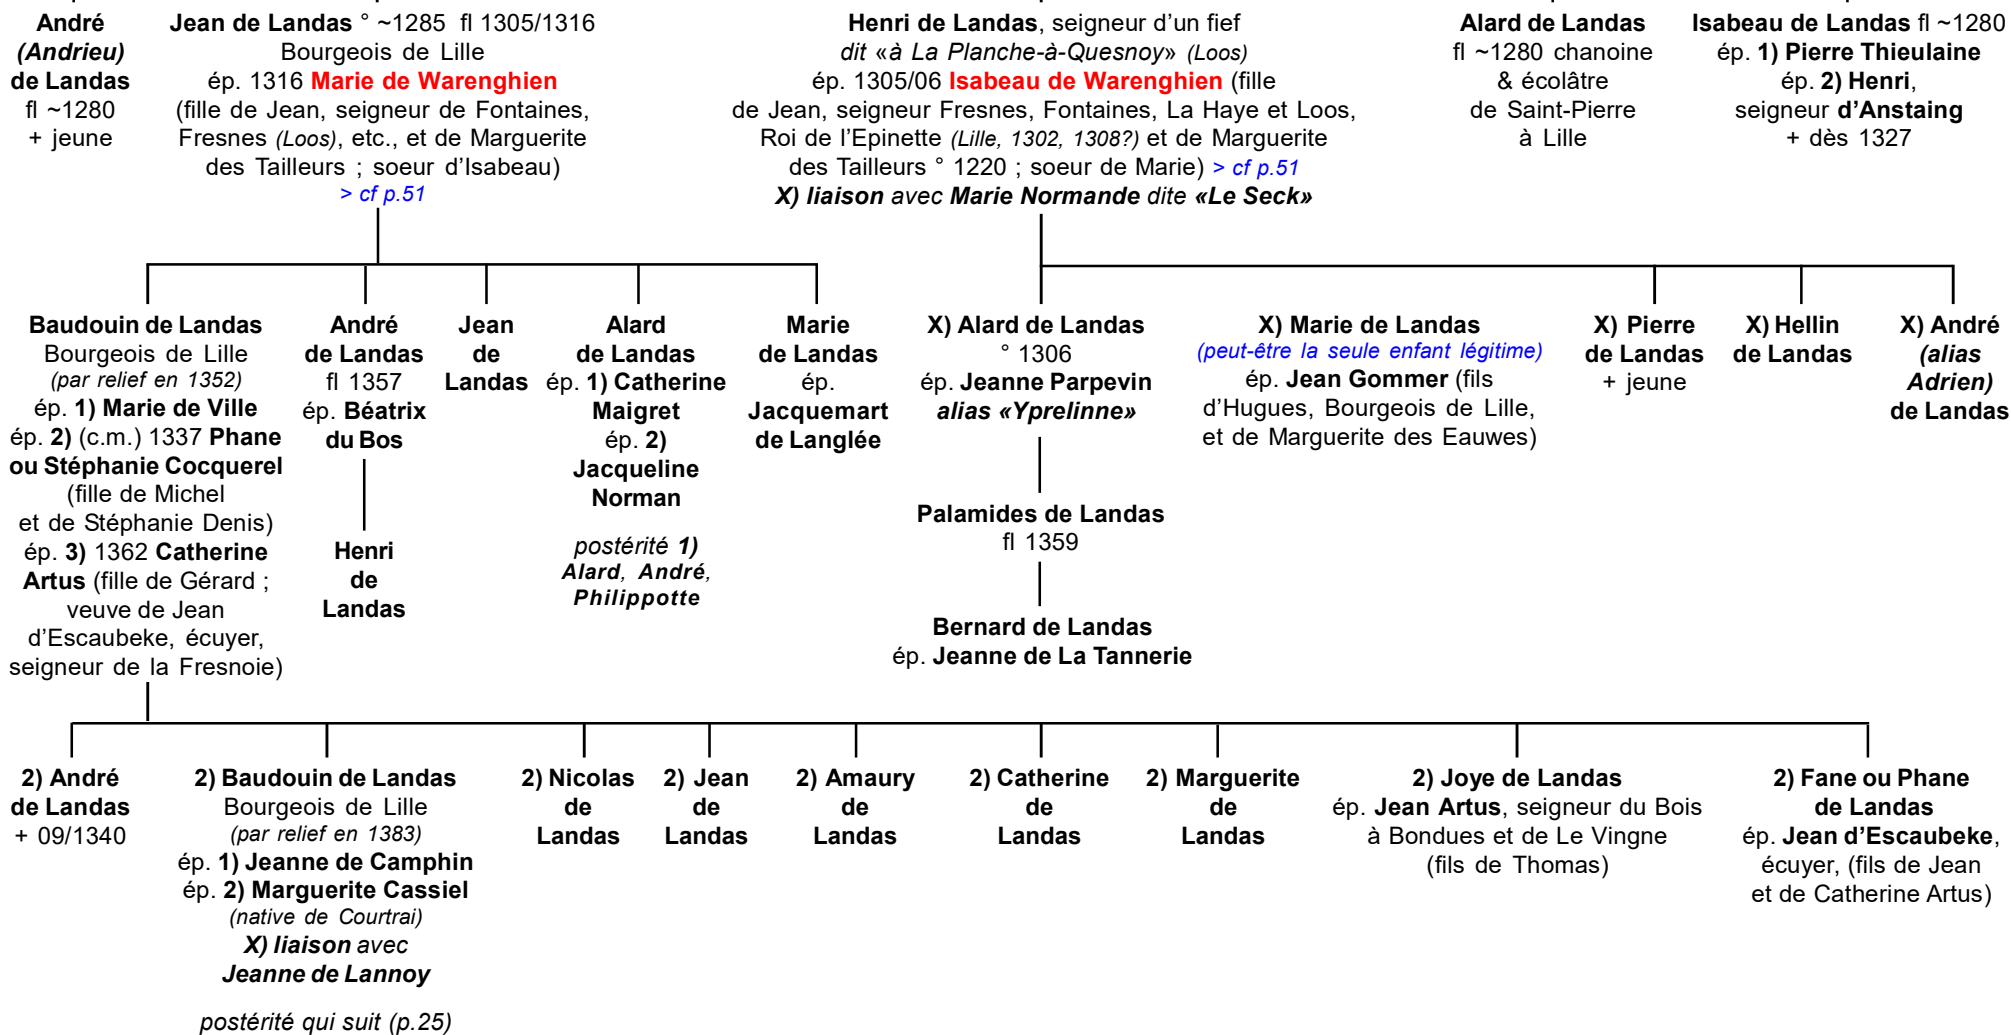 André
(Andrieu)
de Landas
fl ~1280
+ jeune
Jean de Landas ° ~1285 fl 1305/1316
Bourgeois de Lille
ép. 1316 Marie de Warenghien
(fille de Jean, seigneur de Fontaines,
Fresnes (Loos), etc., et de Marguerite
des Tailleurs ; soeur d'Isabeau)
> cf p.51
Henri de Landas, seigneur d'un fief
dit «à La Planche-à-Quesnoy» (Loos)
ép. 1305/06 Isabeau de Warenghien (fille
de Jean, seigneur Fresnes, Fontaines, La Haye et Loos,
Roi de l'Epinette (Lille, 1302, 1308?) et de Marguerite
des Tailleurs ° 1220 ; soeur de Marie) > cf p.51
X) liaison avec Marie Normande dite «Le Seck»
Alard de Landas
fl ~1280 chanoine
& écolâtre
de Saint-Pierre
à Lille
Isabeau de Landas fl ~1280
ép. 1) Pierre Thieulaine
ép. 2) Henri,
seigneur d'Anstaing
+ dès 1327
Baudouin de Landas
Bourgeois de Lille
(par relief en 1352)
ép. 1) Marie de Ville
ép. 2) (c.m.) 1337 Phane
ou Stéphanie Cocquerel
(fille de Michel
et de Stéphanie Denis)
ép. 3) 1362 Catherine
Artus (fille de Gérard ;
veuve de Jean
d'Escaubeke, écuyer,
seigneur de la Fresnoie)
André
de Landas
fl 1357
ép. Béatrix
du Bos
Henri
de
Landas
Jean
de
Landas
Alard
de Landas
ép. 1) Catherine
Maigret
ép. 2)
Jacqueline
Norman
postérité 1)
Alard, André,
Philippotte
Marie
de Landas
ép.
Jacquemart
de Langlée
X) Alard de Landas
° 1306
ép. Jeanne Parpevin
alias «Yprelinne»
Palamides de Landas
fl 1359
Bernard de Landas
ép. Jeanne de La Tannerie
X) Marie de Landas
(peut-être la seule enfant légitime)
ép. Jean Gommer (fils
d'Hugues, Bourgeois de Lille,
et de Marguerite des Eauwes)
X) Pierre
de Landas
+ jeune
X) Hellin
de Landas
X) André
(alias
Adrien)
de Landas
2) André
de Landas
+ 09/1340
2) Baudouin de Landas
Bourgeois de Lille
(par relief en 1383)
ép. 1) Jeanne de Camphin
ép. 2) Marguerite Cassiel
(native de Courtrai)
X) liaison avec
Jeanne de Lannoy
postérité qui suit (p.25)
2) Nicolas
de
Landas
2) Jean
de
Landas
2) Amaury
de
Landas
2) Catherine
de
Landas
2) Marguerite
de
Landas
2) Joye de Landas
ép. Jean Artus, seigneur du Bois
à Bondues et de Le Vingne
(fils de Thomas)
2) Fane ou Phane
de Landas
ép. Jean d'Escaubeke,
écuyer, (fils de Jean
et de Catherine Artus)